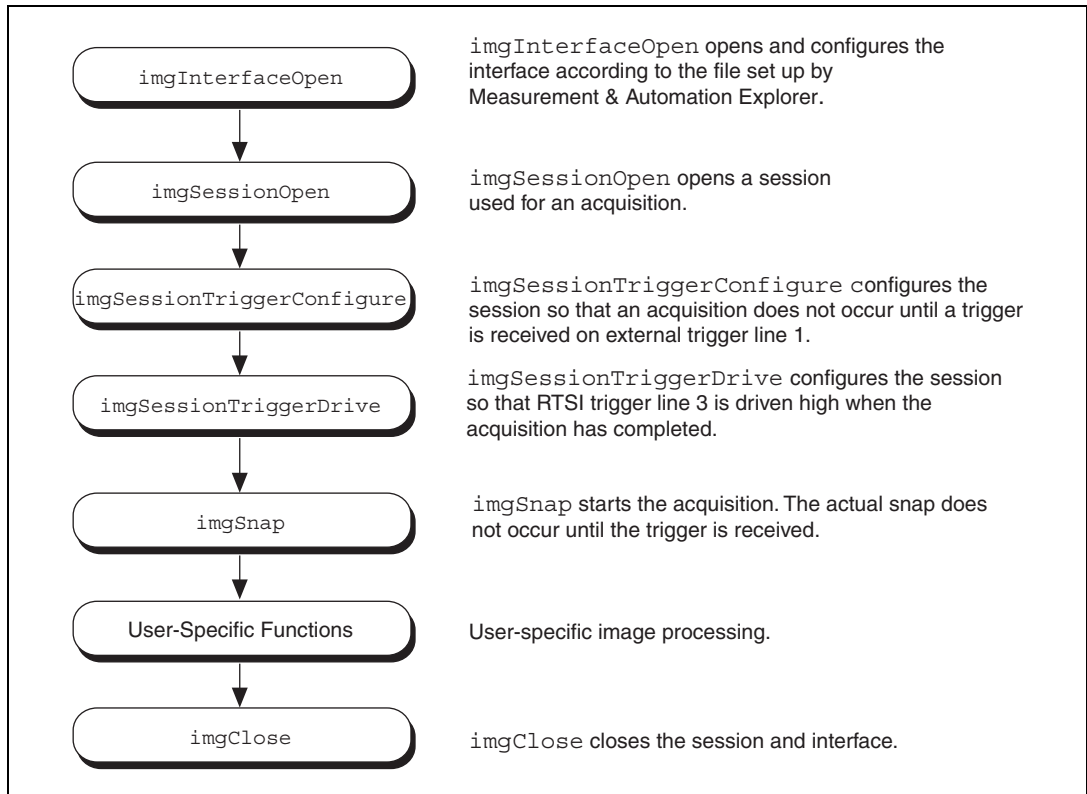 imgInterfaceOpen
imgInterfaceOpen opens and configures the
interface according to the file set up by
Measurement & Automation Explorer.
imgSessionOpen
imgSessionOpen opens a session
used for an acquisition.
imgSessionTriggerConfigure
imgSessionTriggerConfigure configures the
session so that an acquisition does not occur until a trigger
is received on external trigger line 1.
imgSessionTriggerDrive
imgSessionTriggerDrive configures the session
so that RTSI trigger line 3 is driven high when the
acquisition has completed.
imgSnap
imgSnap starts the acquisition. The actual snap does
not occur until the trigger is received.
User-Specific Functions
User-specific image processing.
imgClose
imgClose closes the session and interface.